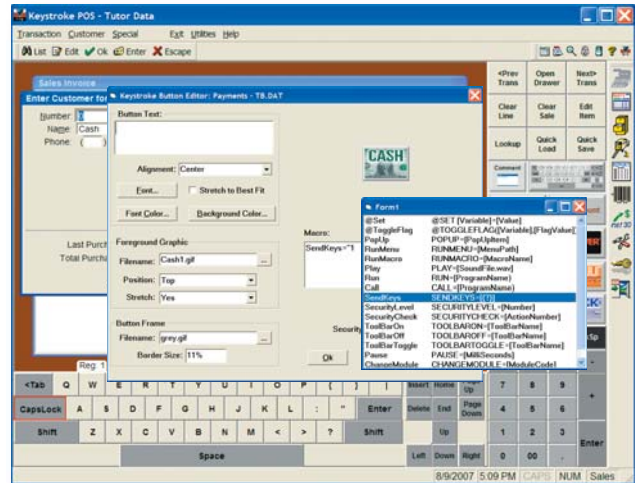 Keystroke POS - Tutor Data
Transaction Customer Special Exit Utilities Help
List Edit Ok Enter Escape
Sales Invoice
Enter Customer for
Number: 0
Name: Cash
Phone: ( )
Last Purch
Total Purcha
Reg. 1
Keystroke Button Editor: Payments - TB.DAT
Button Text:
Alignment: Center
Font... Stretch to Best Fit
Font Color... Background Color...
Foreground Graphic
Filename: Cash1.gif ...
Position: Top
Stretch: Yes
Button Frame
Filename: grey.gif ...
Border Size: 11%
CASH
Macro:
SendKeys="1
Security
Ok
Form1
@Set @SET [Variable]=[Value]
@ToggleFlag @TOGGLEFLAG([Variable],[FlagValue]
PopUp POPUP=[PopUpItem]
RunMenu RUNMENU=[MenuPath]
RunMacro RUNMACRO=[MacroName]
Play PLAY=[SoundFile.wav]
Run RUN=[ProgramName)
Call CALL=[ProgramName)
SendKeys SENDKEYS=[{?}]
SecurityLevel SECURITYLEVEL=[Number]
SecurityCheck SECURITYCHECK=[ActionNumber]
ToolBarOn TOOLBARON=[ToolBarName]
ToolBarOff TOOLBAROFF=[ToolBarName]
ToolBarToggle TOOLBARTOGGLE=[ToolBarName]
Pause PAUSE=[MilliSeconds]
ChangeModule CHANGEMODULE=[ModuleCode]
<Prev Trans Open Drawer Next> Trans
Clear Line Clear Sale Edit Item
Lookup Quick Load Quick Save
Comment
net 30
<Tab Q W E R T Y U I O P { } | Insert Home Page Up 7 8 9 +
CapsLock A S D F G H J K L : " Enter Delete End Page Down 4 5 6
Shift Z X C V B N M < > ? Shift Up 1 2 3 Enter
Space Left Down Right 0 00 .
8/9/2007 5:09 PM CAPS NUM Sales